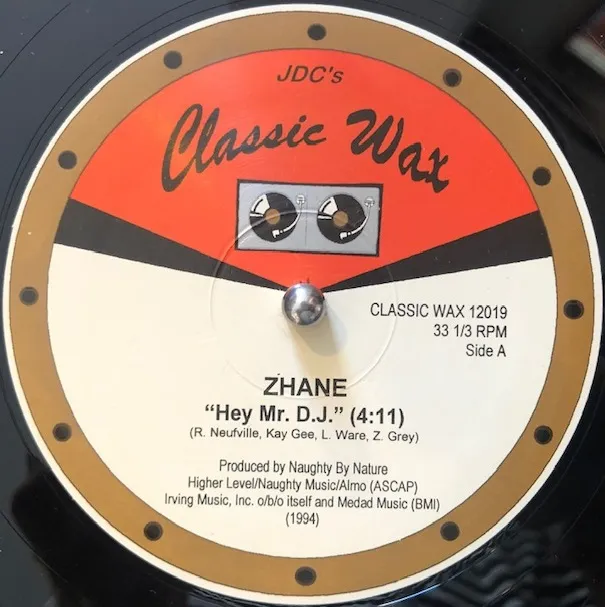 JDC's
Classic Wax
CLASSIC WAX 12019
33 1/3 RPM
Side A
ZHANE
“Hey Mr. D.J.” (4:11)
(R. Neufville, Kay Gee, L. Ware, Z. Grey)
Produced by Naughty By Nature
Higher Level/Naughty Music/Almo (ASCAP)
Irving Music, Inc. o/b/o itself and Medad Music (BMI)
(1994)